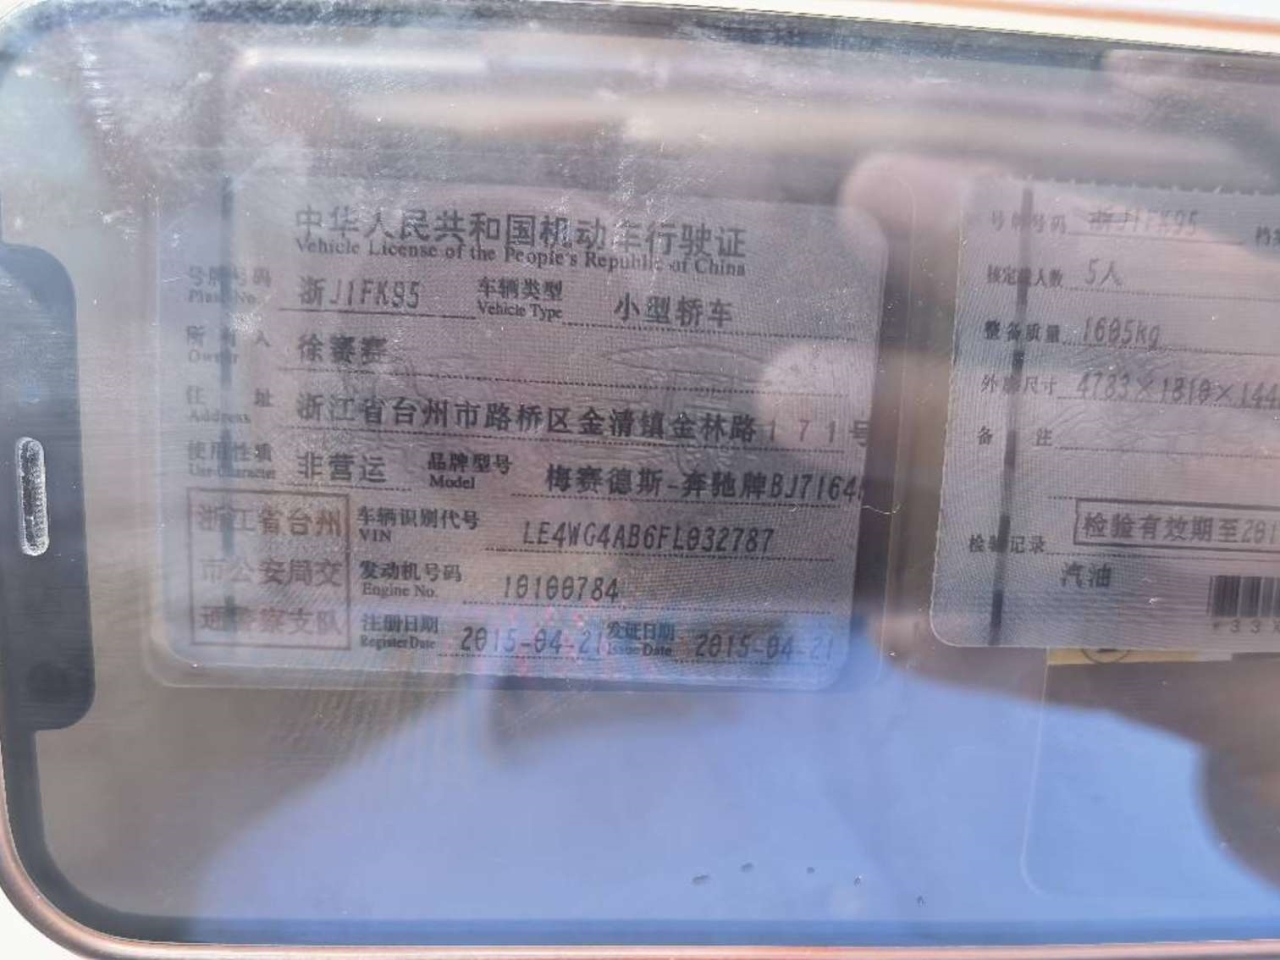 中华人民共和国机动车行驶证
Vehicle License of the People's Republic of China
号牌号码 浙J1FK95 车辆类型 小型轿车
Plate No. Vehicle Type
所有人 徐赛赛
Owner
住址 浙江省台州市路桥区金清镇金林路171号
Address
使用性质 非营运 品牌型号 梅赛德斯-奔驰牌BJ7164
Use Character Model
浙江省台州
市公安局交
通警察支队
车辆识别代号 LE4WG4AB6FL032787
VIN
发动机号码 10100784
Engine No.
注册日期 2015-04-21 发证日期 2015-04-21
Register Date Issue Date
号牌号码 浙J1FK95
核定载人数 5人
整备质量 1605kg
外廓尺寸 4783×1810×144
备注
检验有效期至201
检验记录
汽油